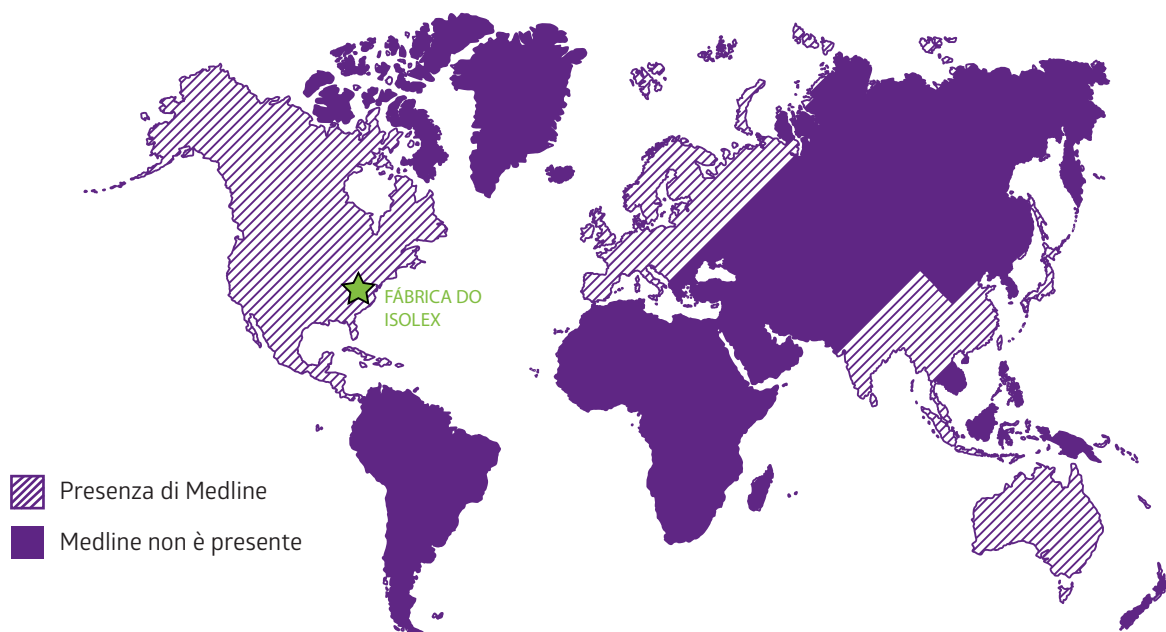 FÁBRICA DO
ISOLEX
Presenza di Medline
Medline non è presente